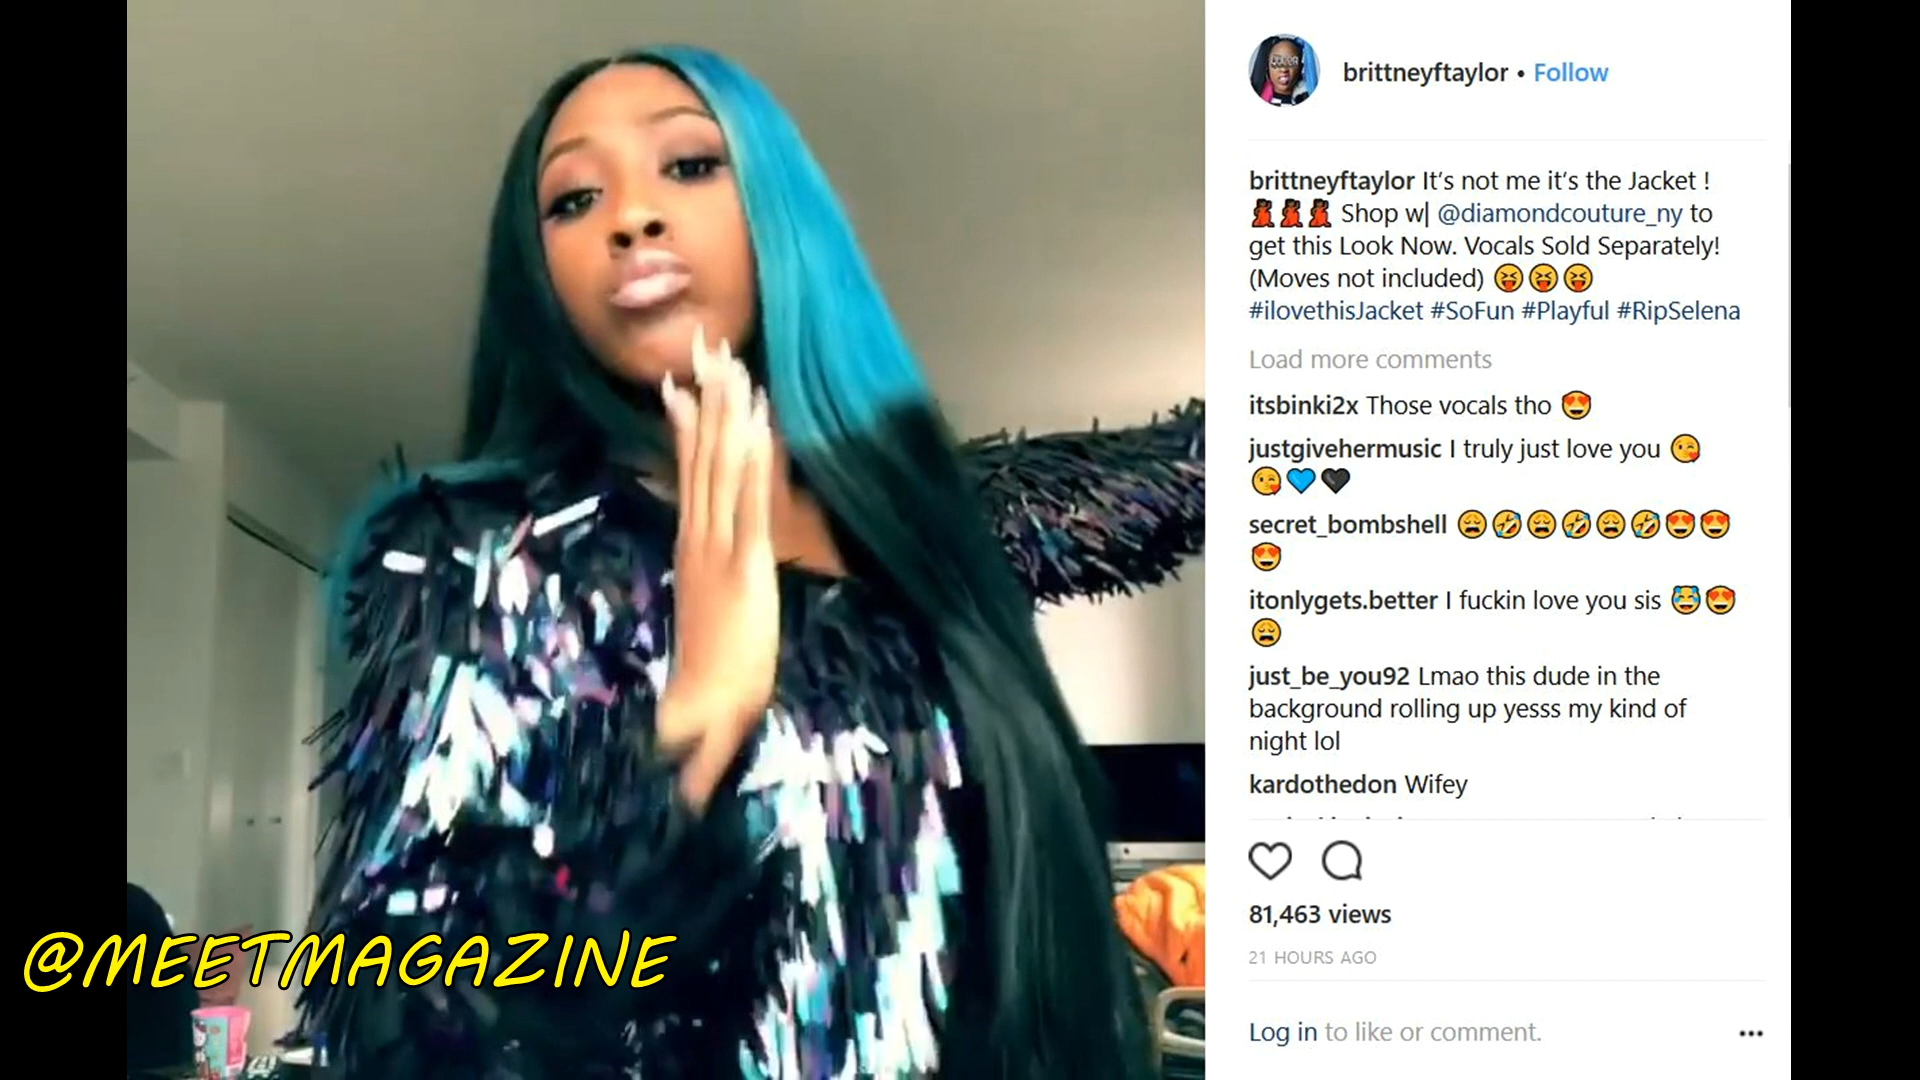 brittneyftaylor • Follow
brittneyftaylor It's not me it's the Jacket !
💃🏾💃🏾💃🏾 Shop w| @diamondcouture_ny to
get this Look Now. Vocals Sold Separately!
(Moves not included) 😝😝😝
#ilovethisJacket #SoFun #Playful #RipSelena
Load more comments
itsbinki2x Those vocals tho 😍
justgivehermusic I truly just love you 😘
😘💙🖤
secret_bombshell 😩🤣😩🤣😩🤣😍😍
😍
itonlygets.better I fuckin love you sis 😂😍
😩
just_be_you92 Lmao this dude in the
background rolling up yesss my kind of
night lol
kardothedon Wifey
81,463 views
21 HOURS AGO
Log in to like or comment.
@MEETMAGAZINE